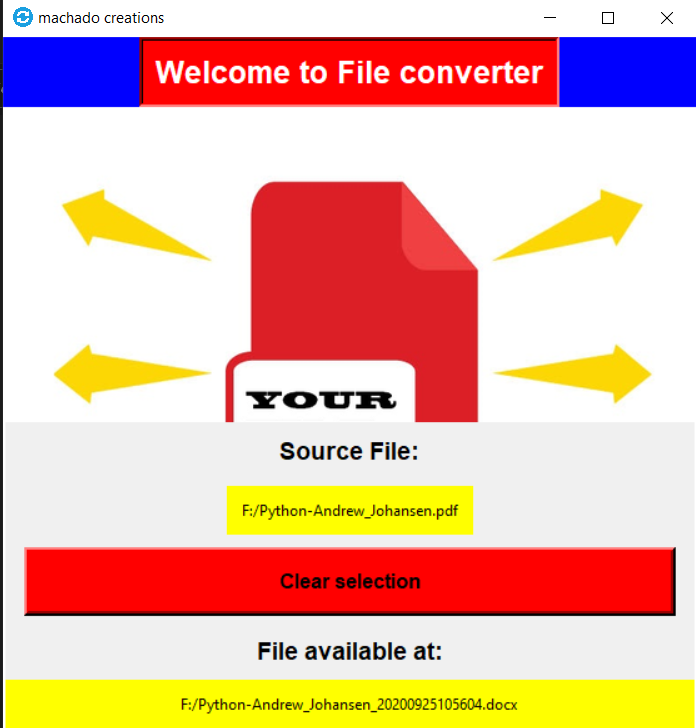 machado creations
Welcome to File converter
YOUR
Source File:
F:/Python-Andrew_Johansen.pdf
Clear selection
File available at:
F:/Python-Andrew_Johansen_20200925105604.docx